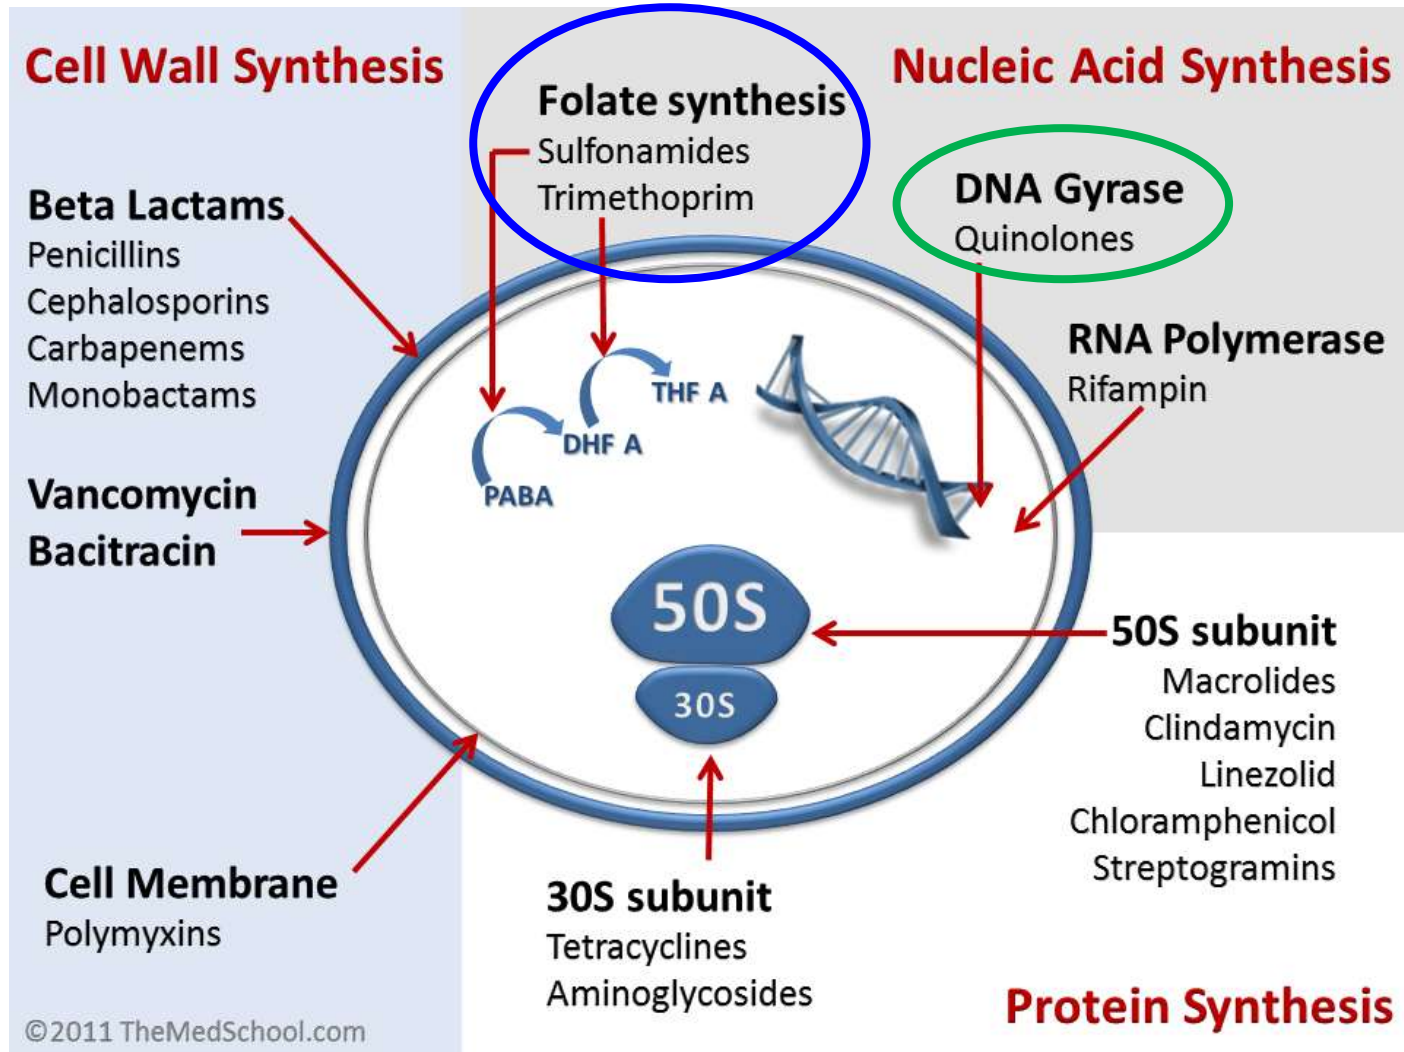 Cell Wall Synthesis
Beta Lactams
Penicillins
Cephalosporins
Carbapenems
Monobactams
Vancomycin
Bacitracin
Cell Membrane
Polymyxins
©2011 TheMedSchool.com
Folate synthesis
Sulfonamides
Trimethoprim
Nucleic Acid Synthesis
DNA Gyrase
Quinolones
RNA Polymerase
Rifampin
THF A
DHF A
PABA
50S
30S
50S subunit
Macrolides
Clindamycin
Linezolid
Chloramphenicol
Streptogramins
30S subunit
Tetracyclines
Aminoglycosides
Protein Synthesis